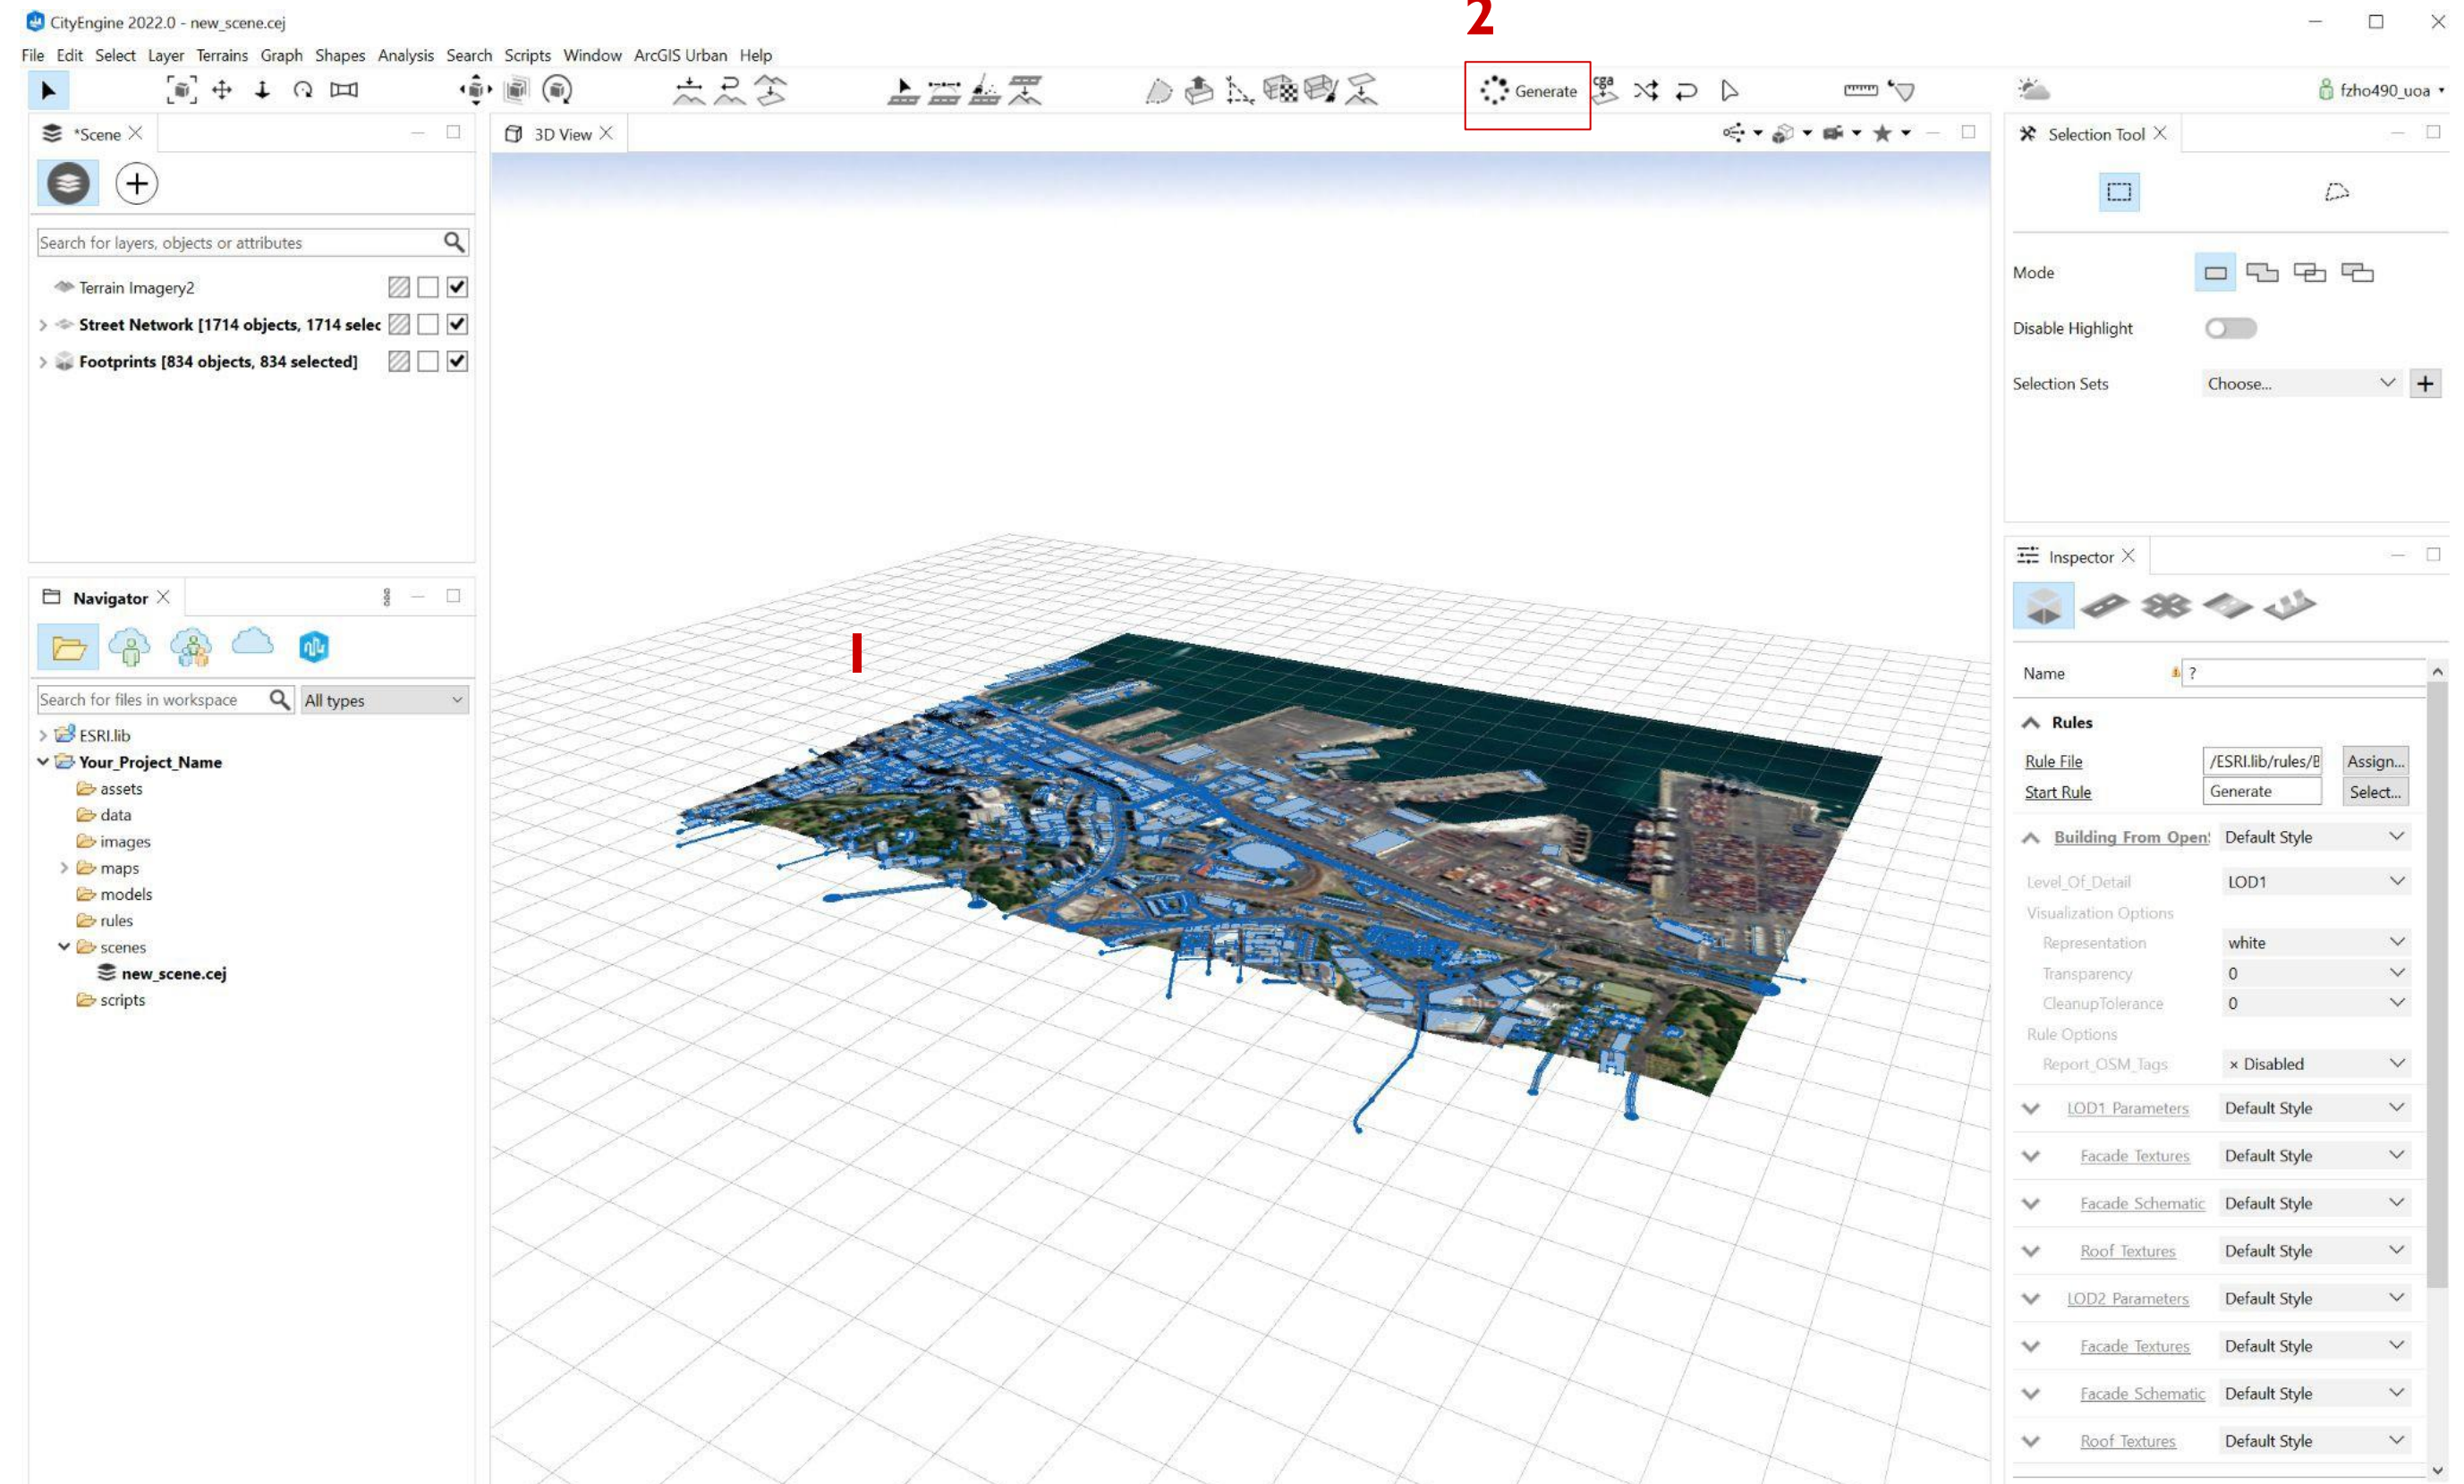 2
CityEngine 2022.0 - new_scene.cej
File Edit Select Layer Terrains Graph Shapes Analysis Search Scripts Window ArcGIS Urban Help
Generate cga fzho490_uoa
*Scene
3D View
Selection Tool
Search for layers, objects or attributes
Terrain Imagery2
Street Network [1714 objects, 1714 selec
Footprints [834 objects, 834 selected]
Mode
Disable Highlight
Selection Sets Choose...
Navigator
Search for files in workspace All types
ESRI.lib
Your_Project_Name
assets
data
images
maps
models
rules
scenes
new_scene.cej
scripts
1
Inspector
Name ?
Rules
Rule File /ESRI.lib/rules/B Assign...
Start Rule Generate Select...
Building From Open: Default Style
Level_Of_Detail LOD1
Visualization Options
Representation white
Transparency 0
CleanupTolerance 0
Rule Options
Report_OSM_Tags × Disabled
LOD1 Parameters Default Style
Facade Textures Default Style
Facade Schematic Default Style
Roof Textures Default Style
LOD2 Parameters Default Style
Facade Textures Default Style
Facade Schematic Default Style
Roof Textures Default Style